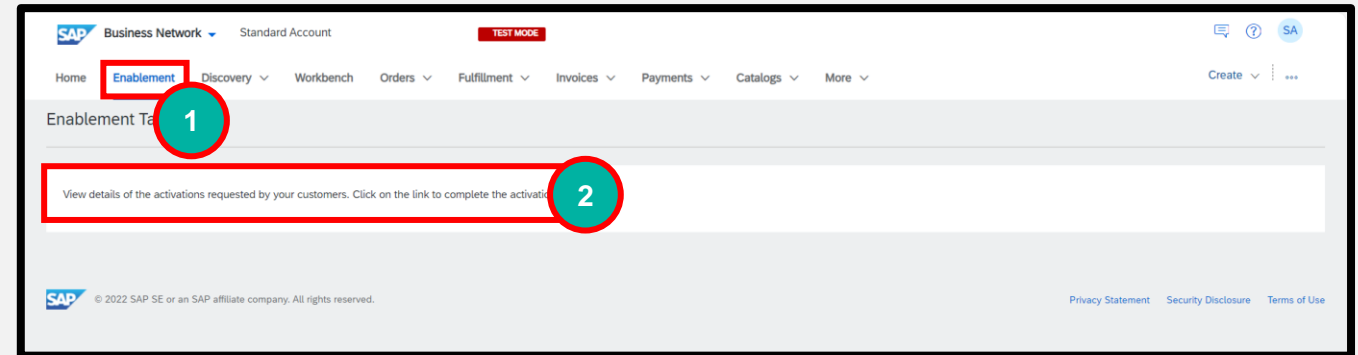 SAP Business Network Standard Account TEST MODE SA
Home Enablement Discovery Workbench Orders Fulfillment Invoices Payments Catalogs More Create
Enablement Ta
1
View details of the activations requested by your customers. Click on the link to complete the activatio
2
SAP © 2022 SAP SE or an SAP affiliate company. All rights reserved. Privacy Statement Security Disclosure Terms of Use